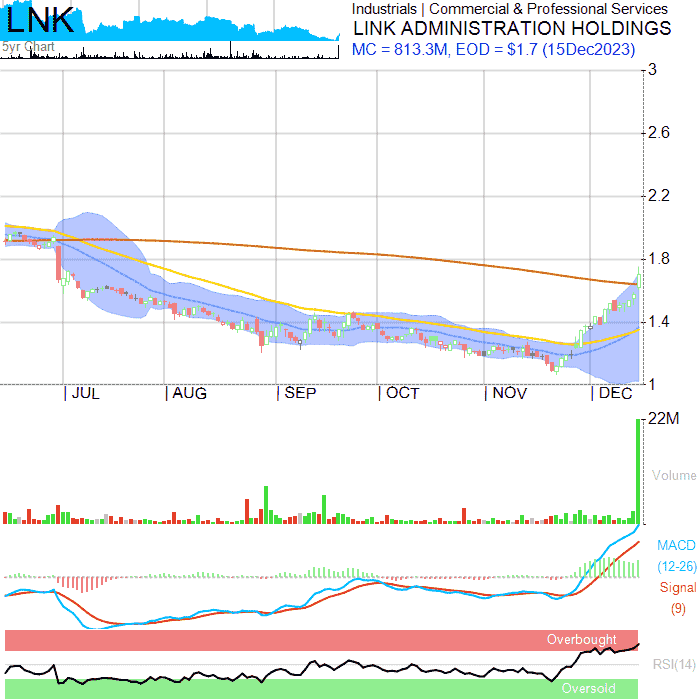 LNK
5yr Chart
Industrials | Commercial & Professional Services
LINK ADMINISTRATION HOLDINGS
MC = 813.3M, EOD = $1.7 (15Dec2023)
3
2.6
2.2
1.8
1.4
1
JUL AUG SEP OCT NOV DEC
22M
Volume
MACD
(12-26)
Signal
(9)
Overbought
RSI(14)
Oversold